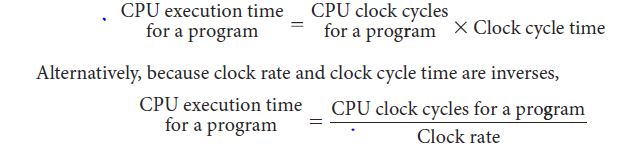 CPU execution time CPU clock cycles
for a program = for a program × Clock cycle time
Alternatively, because clock rate and clock cycle time are inverses,
CPU execution time CPU clock cycles for a program
for a program =
Clock rate